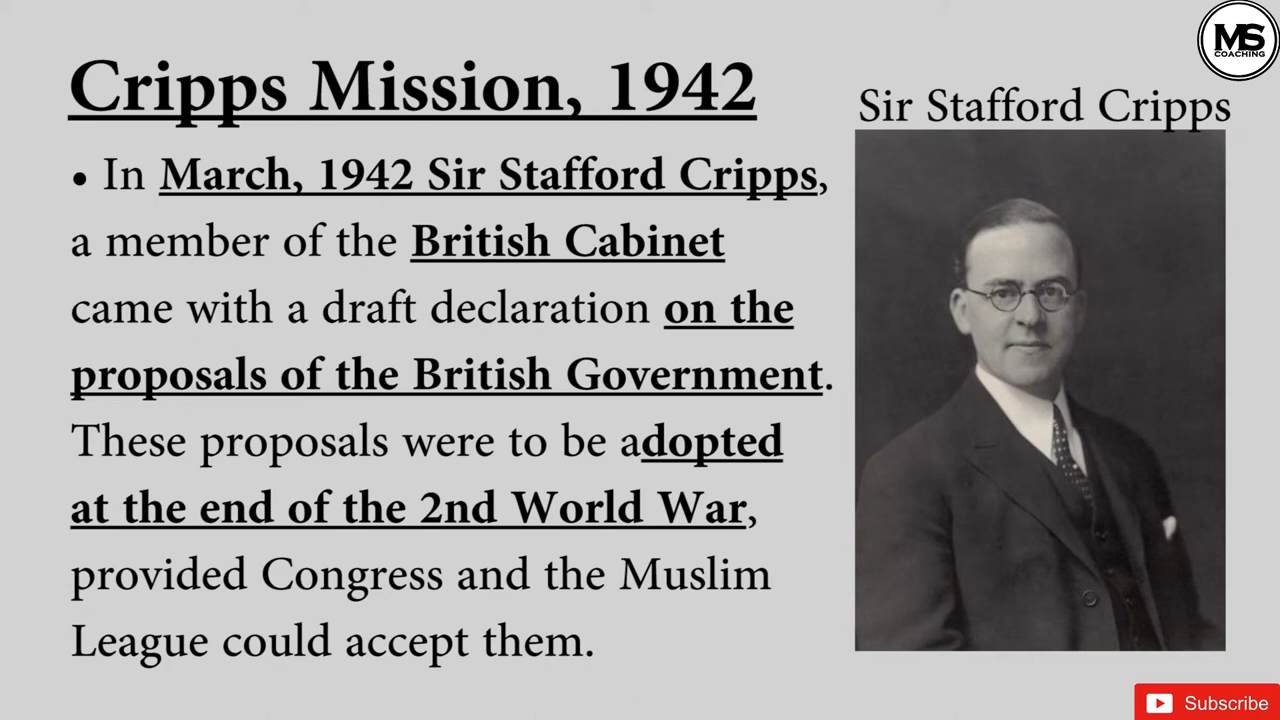 Cripps Mission, 1942
• In March, 1942 Sir Stafford Cripps,
a member of the British Cabinet
came with a draft declaration on the
proposals of the British Government.
These proposals were to be adopted
at the end of the 2nd World War,
provided Congress and the Muslim
League could accept them.
MS
COACHING
Sir Stafford Cripps
Subscribe